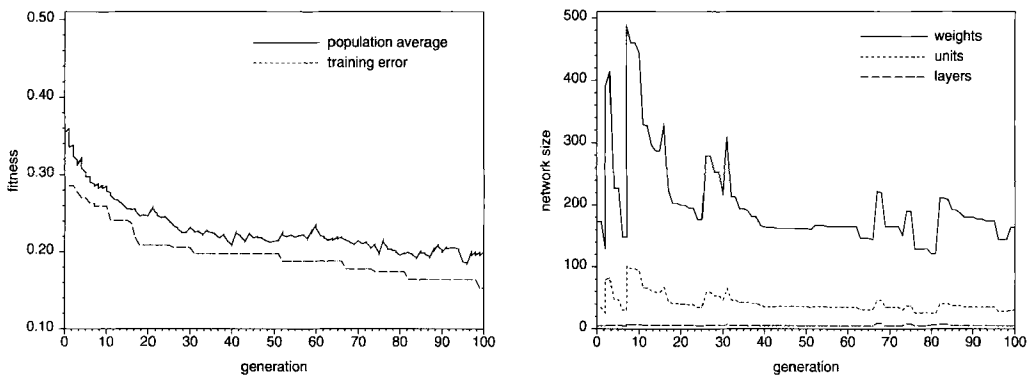 0.50
0.40
0.30
0.20
0.10
fitness
population average
training error
0 10 20 30 40 50 60 70 80 90 100
generation
500
400
300
200
100
0
network size
weights
units
layers
0 10 20 30 40 50 60 70 80 90 100
generation